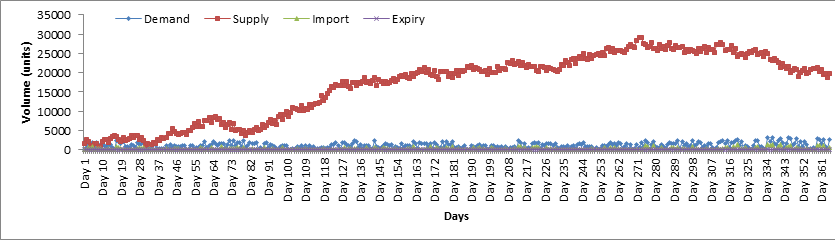 Demand Supply Import Expiry
35000
30000
25000
20000
15000
10000
5000
0
Volume (units)
Day 1 Day 10 Day 19 Day 28 Day 37 Day 46 Day 55 Day 64 Day 73 Day 82 Day 91 Day 100 Day 109 Day 118 Day 127 Day 136 Day 145 Day 154 Day 163 Day 172 Day 181 Day 190 Day 199 Day 208 Day 217 Day 226 Day 235 Day 244 Day 253 Day 262 Day 271 Day 280 Day 289 Day 298 Day 307 Day 316 Day 325 Day 334 Day 343 Day 352 Day 361
Days